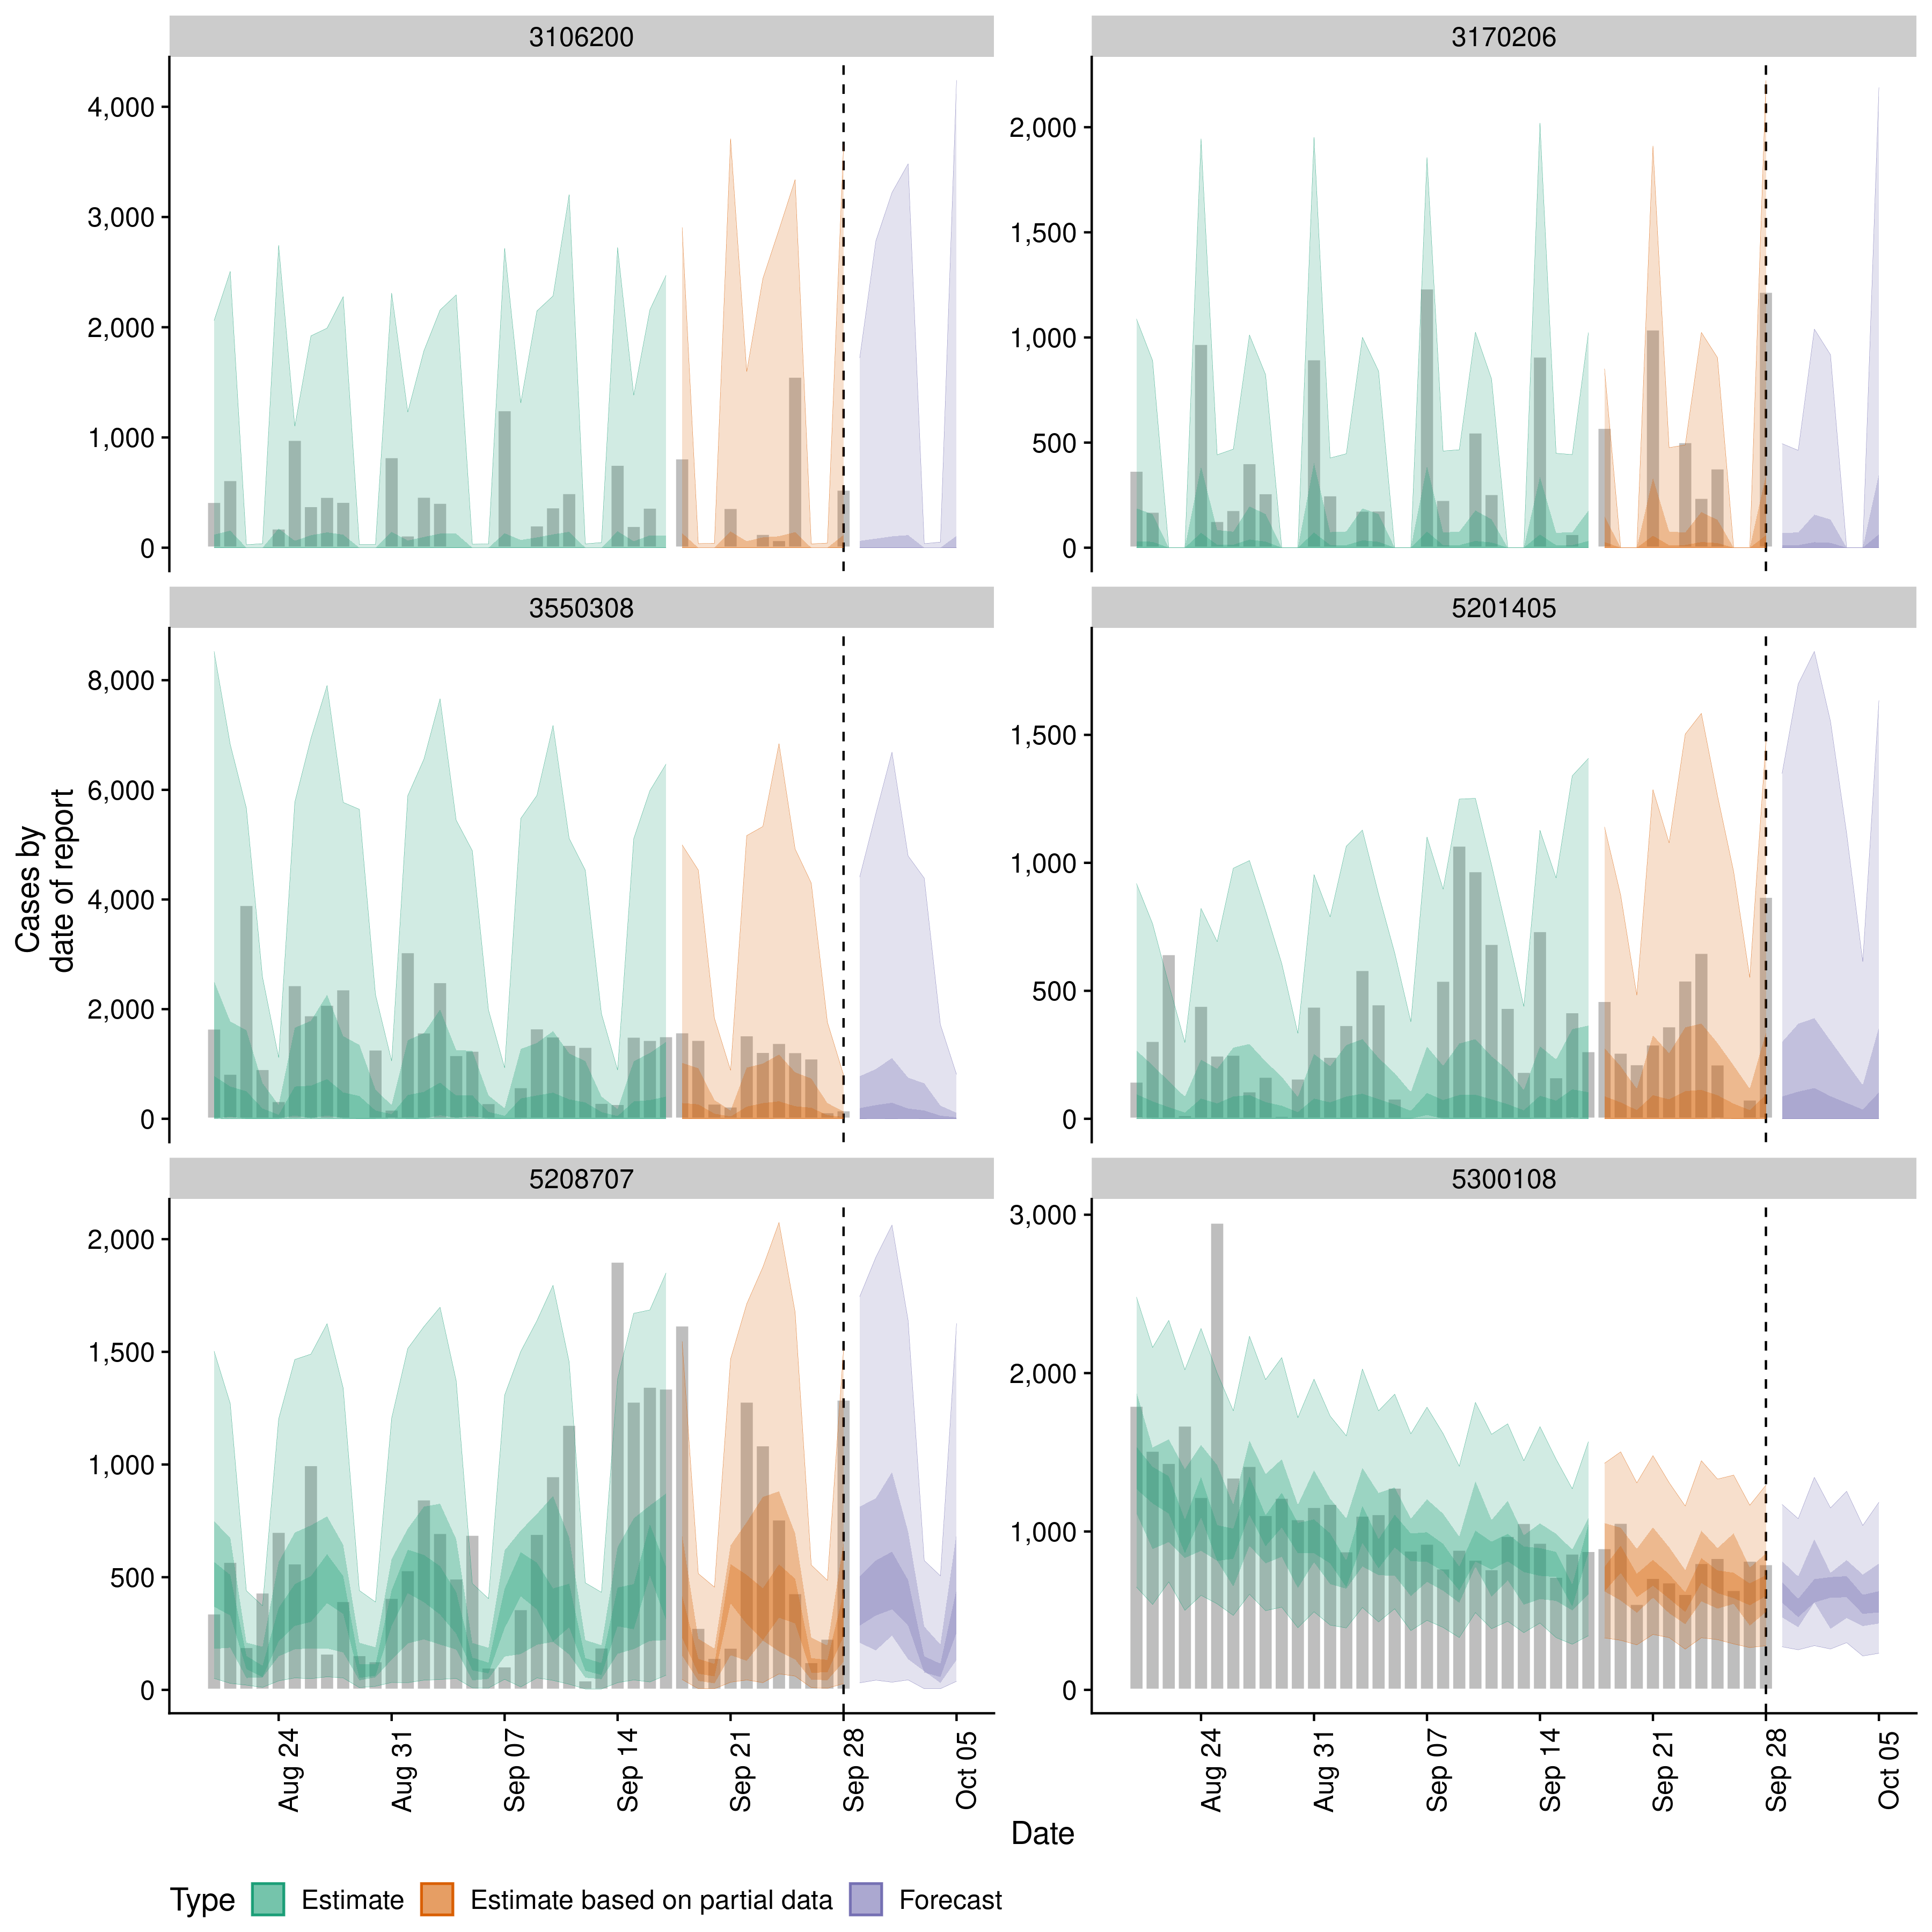 3106200
3170206
4,000
3,000
2,000
1,000
0
2,000
1,500
1,000
500
0
3550308
5201405
8,000
6,000
4,000
2,000
0
1,500
1,000
500
0
5208707
5300108
2,000
1,500
1,000
500
0
3,000
2,000
1,000
0
Cases by
date of report
Aug 24
Aug 31
Sep 07
Sep 14
Sep 21
Sep 28
Oct 05
Aug 24
Aug 31
Sep 07
Sep 14
Sep 21
Sep 28
Oct 05
Date
Type Estimate Estimate based on partial data Forecast